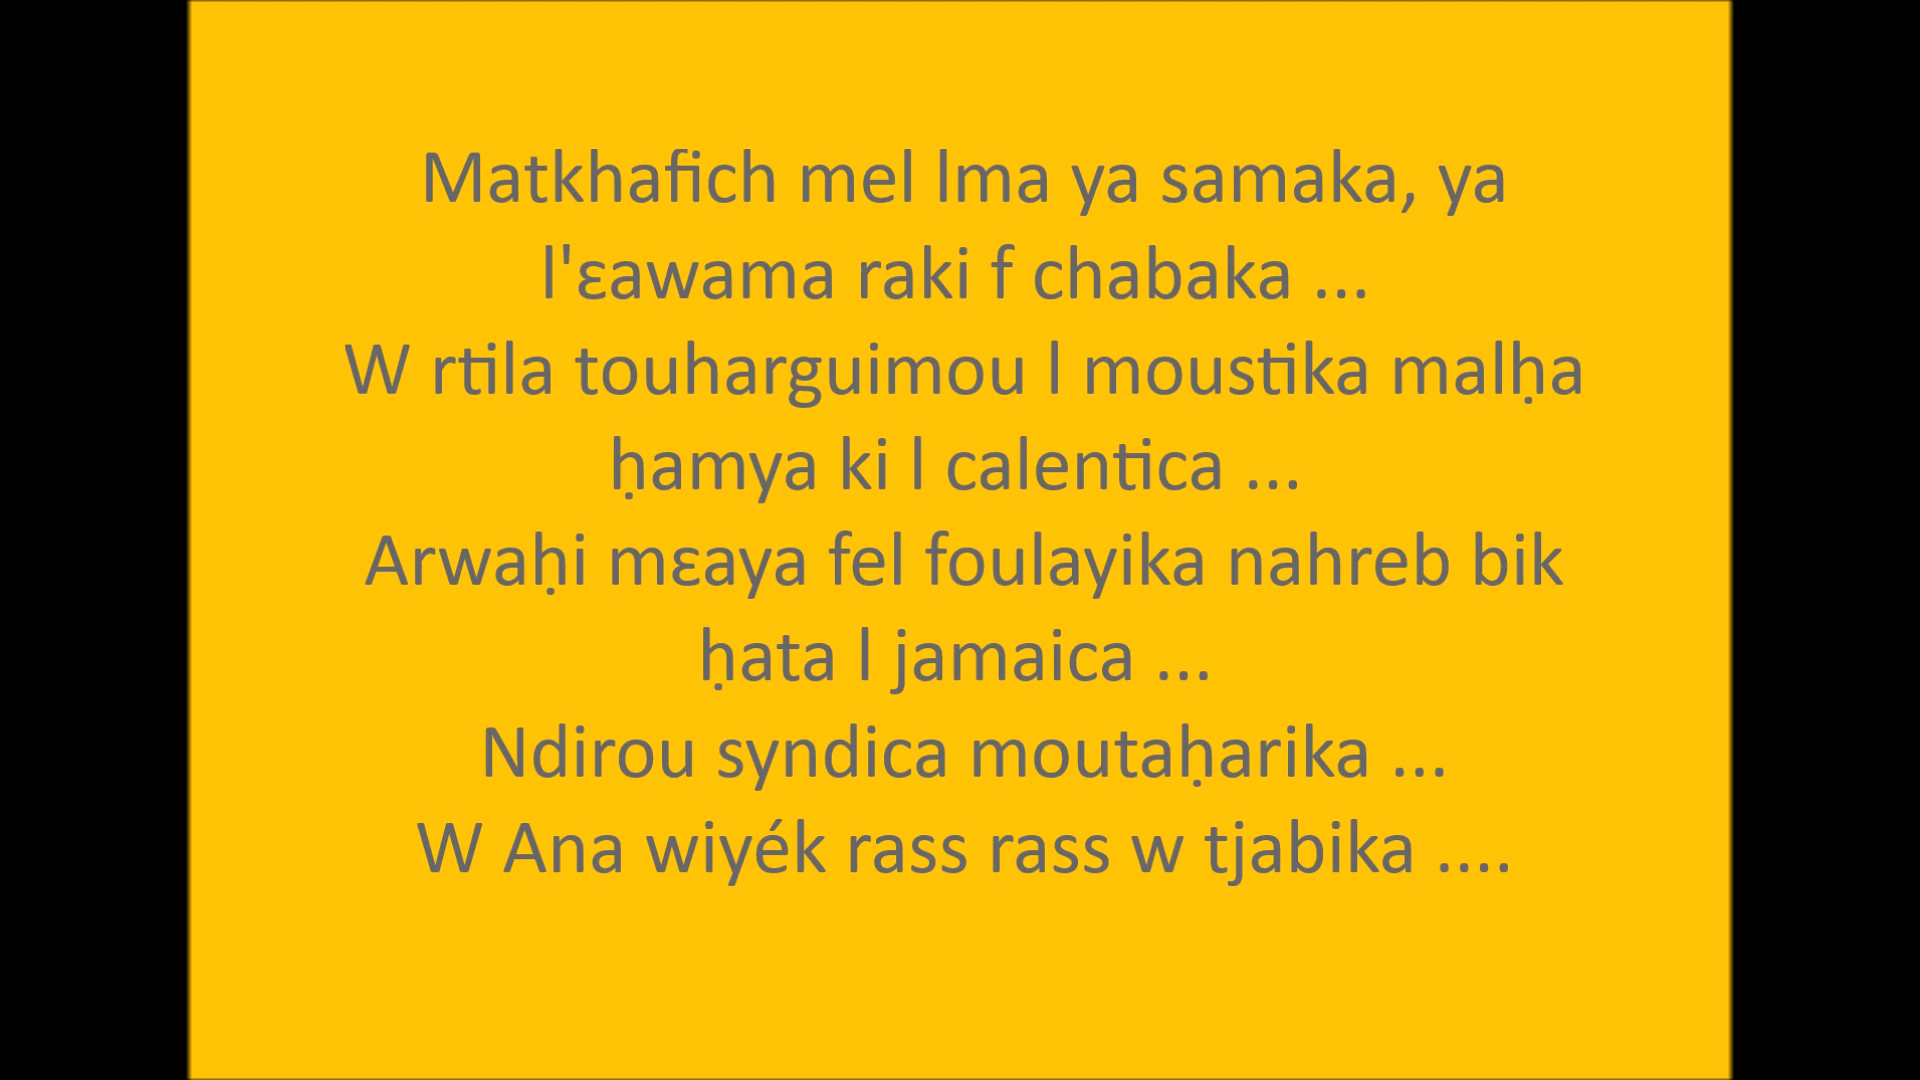 Matkhafich mel lma ya samaka, ya
l'ɛawama raki f chabaka ...
W rtila touharguimou l moustika malḥa
ḥamya ki l calentica ...
Arwaḥi mɛaya fel foulayika nahreb bik
ḥata l jamaica ...
Ndirou syndica moutaḥarika ...
W Ana wiyék rass rass w tjabika ....